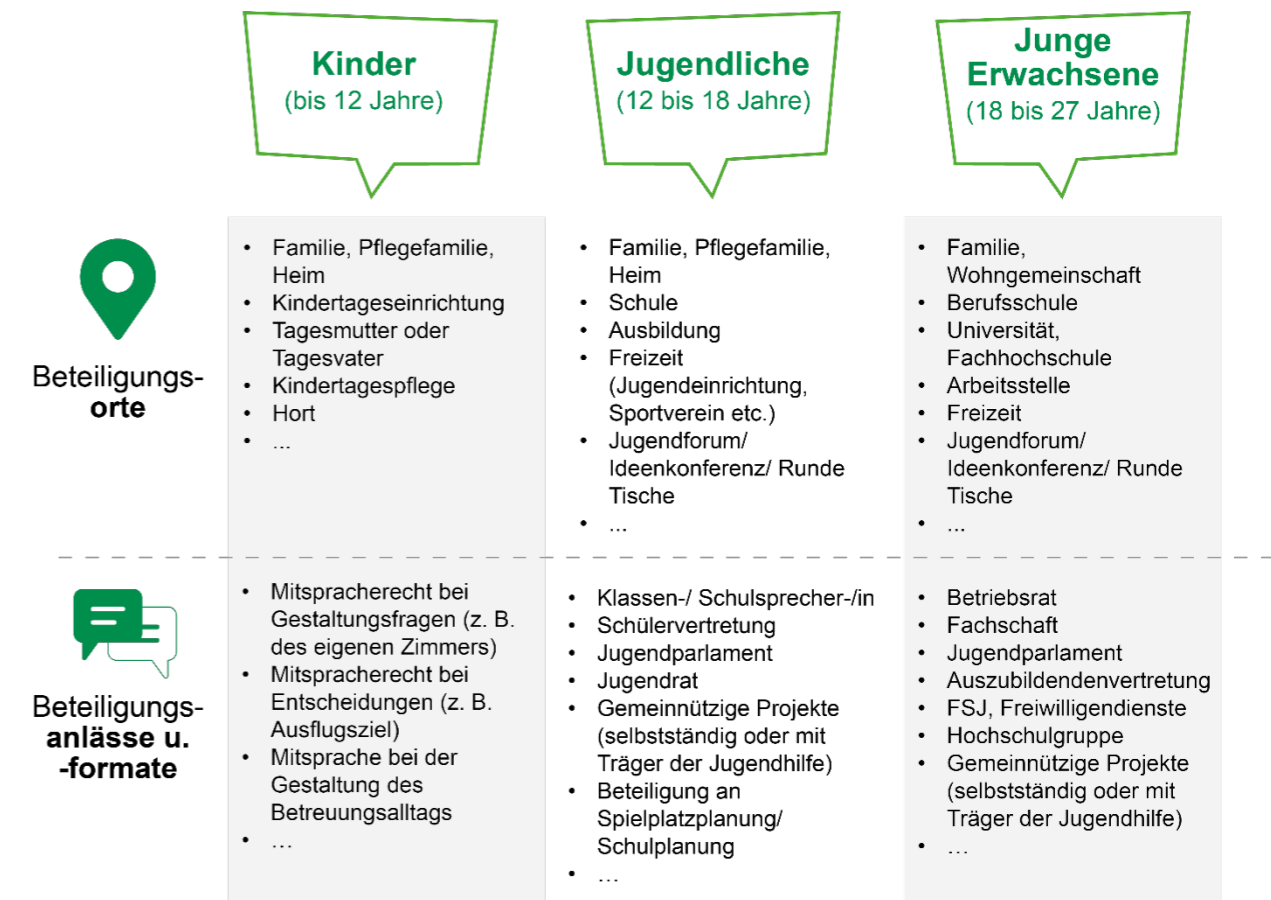 Kinder
(bis 12 Jahre)
Jugendliche
(12 bis 18 Jahre)
Junge
Erwachsene
(18 bis 27 Jahre)
Beteiligungs-
orte
• Familie, Pflegefamilie,
Heim
• Kindertageseinrichtung
• Tagesmutter oder
Tagesvater
• Kindertagespflege
• Hort
• ...
• Familie, Pflegefamilie,
Heim
• Schule
• Ausbildung
• Freizeit
(Jugendeinrichtung,
Sportverein etc.)
• Jugendforum/
Ideenkonferenz/ Runde
Tische
• ...
• Familie,
Wohngemeinschaft
• Berufsschule
• Universität,
Fachhochschule
• Arbeitsstelle
• Freizeit
• Jugendforum/
Ideenkonferenz/ Runde
Tische
• ...
Beteiligungs-
anlässe u.
-formate
• Mitspracherecht bei
Gestaltungsfragen (z. B.
des eigenen Zimmers)
• Mitspracherecht bei
Entscheidungen (z. B.
Ausflugsziel)
• Mitsprache bei der
Gestaltung des
Betreuungsalltags
• ...
• Klassen-/ Schulsprecher-/in
• Schülervertretung
• Jugendparlament
• Jugendrat
• Gemeinnützige Projekte
(selbstständig oder mit
Träger der Jugendhilfe)
• Beteiligung an
Spielplatzplanung/
Schulplanung
• ...
• Betriebsrat
• Fachschaft
• Jugendparlament
• Auszubildendenvertretung
• FSJ, Freiwilligendienste
• Hochschulgruppe
• Gemeinnützige Projekte
(selbstständig oder mit
Träger der Jugendhilfe)
• ...